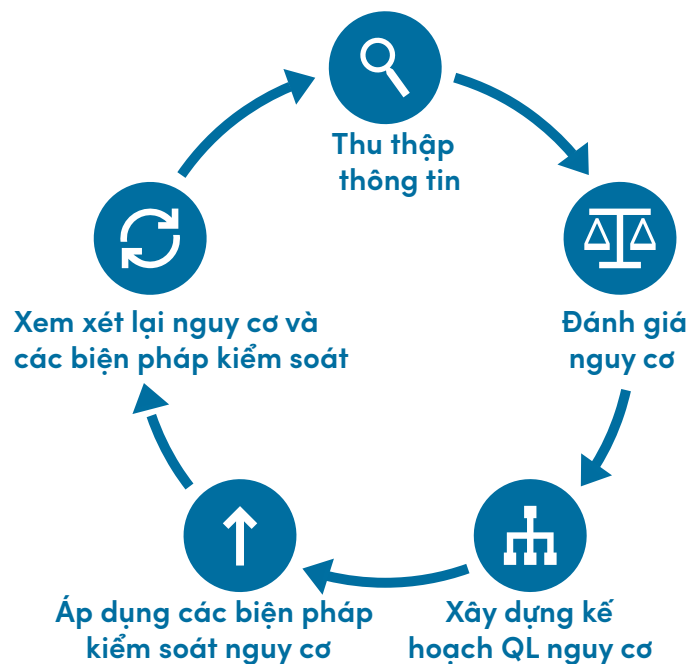 Thu thập
thông tin
Đánh giá
nguy cơ
Xây dựng kế
hoạch QL nguy cơ
Áp dụng các biện pháp
kiểm soát nguy cơ
Xem xét lại nguy cơ và
các biện pháp kiểm soát